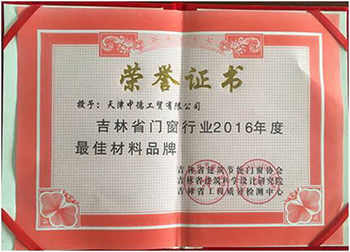 荣誉证书
授予：天津中德工贸有限公司
吉林省门窗行业2016年度
最佳材料品牌
吉林省建筑节能门窗协会
吉林省建筑科学设计研究院
吉林省工程质量检测中心